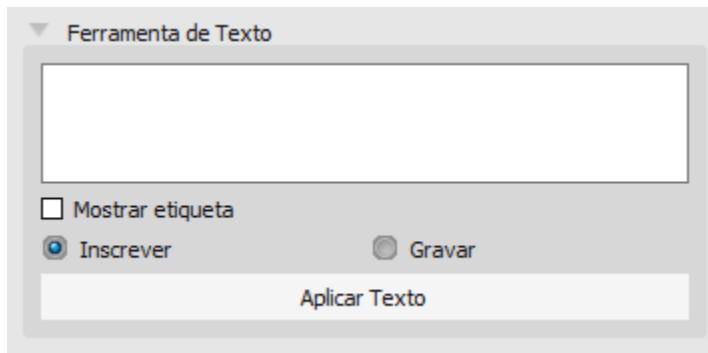 Ferramenta de Texto
Mostrar etiqueta
Inscrever Gravar
Aplicar Texto